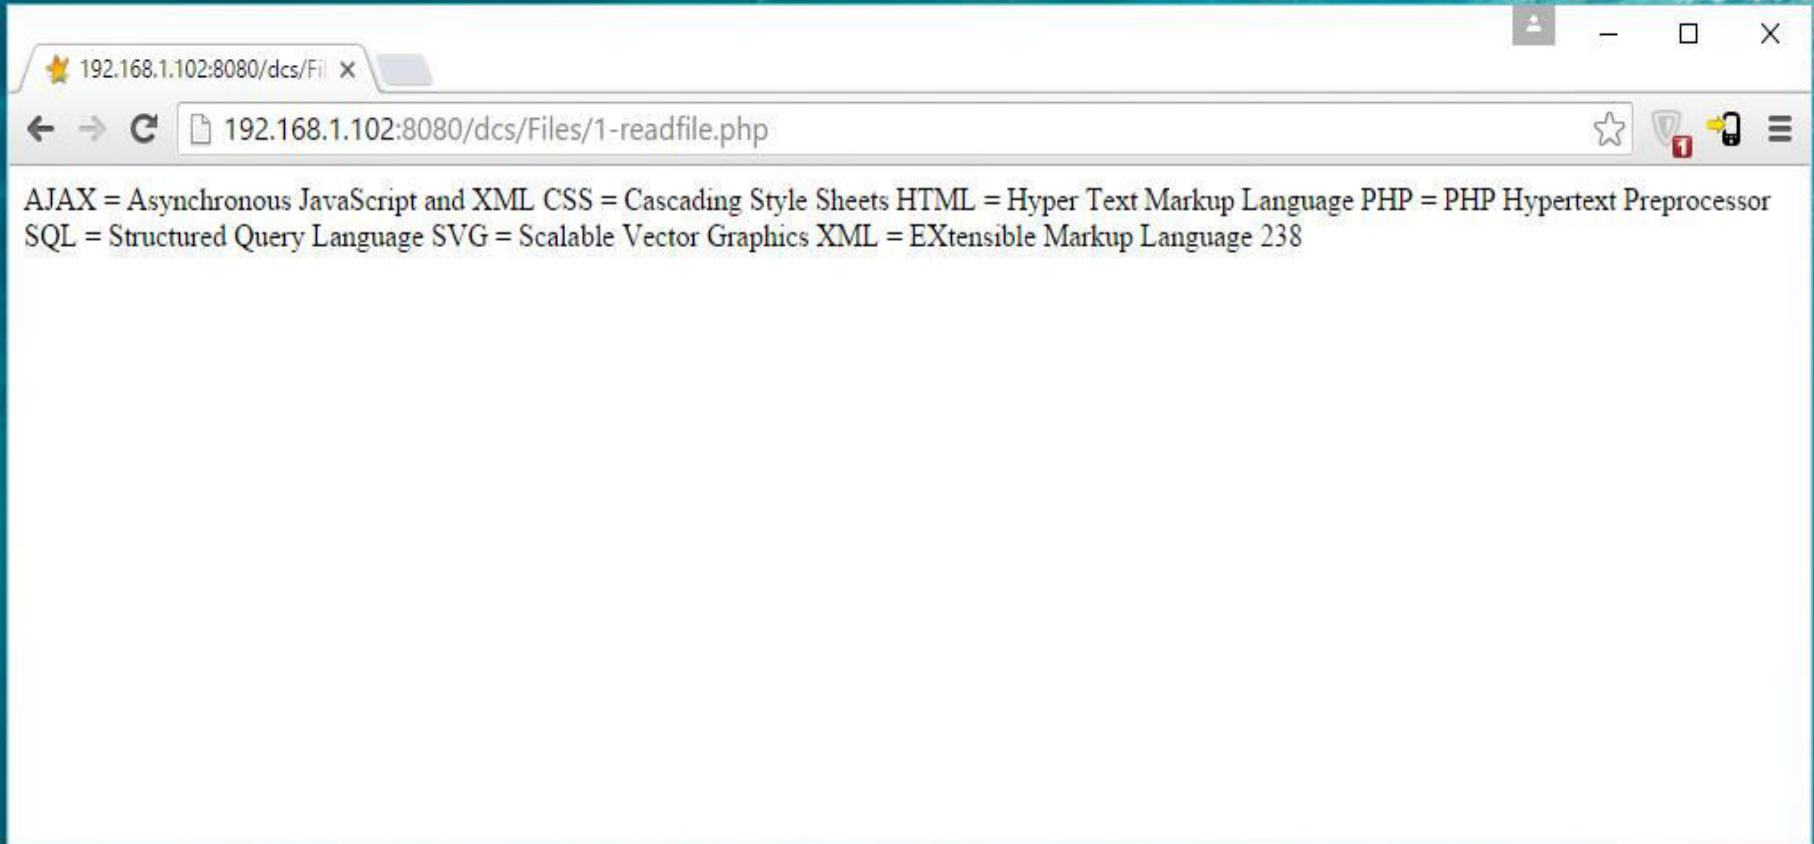 192.168.1.102:8080/dcs/Fil
192.168.1.102:8080/dcs/Files/1-readfile.php
1
AJAX = Asynchronous JavaScript and XML CSS = Cascading Style Sheets HTML = Hyper Text Markup Language PHP = PHP Hypertext Preprocessor
SQL = Structured Query Language SVG = Scalable Vector Graphics XML = EXtensible Markup Language 238